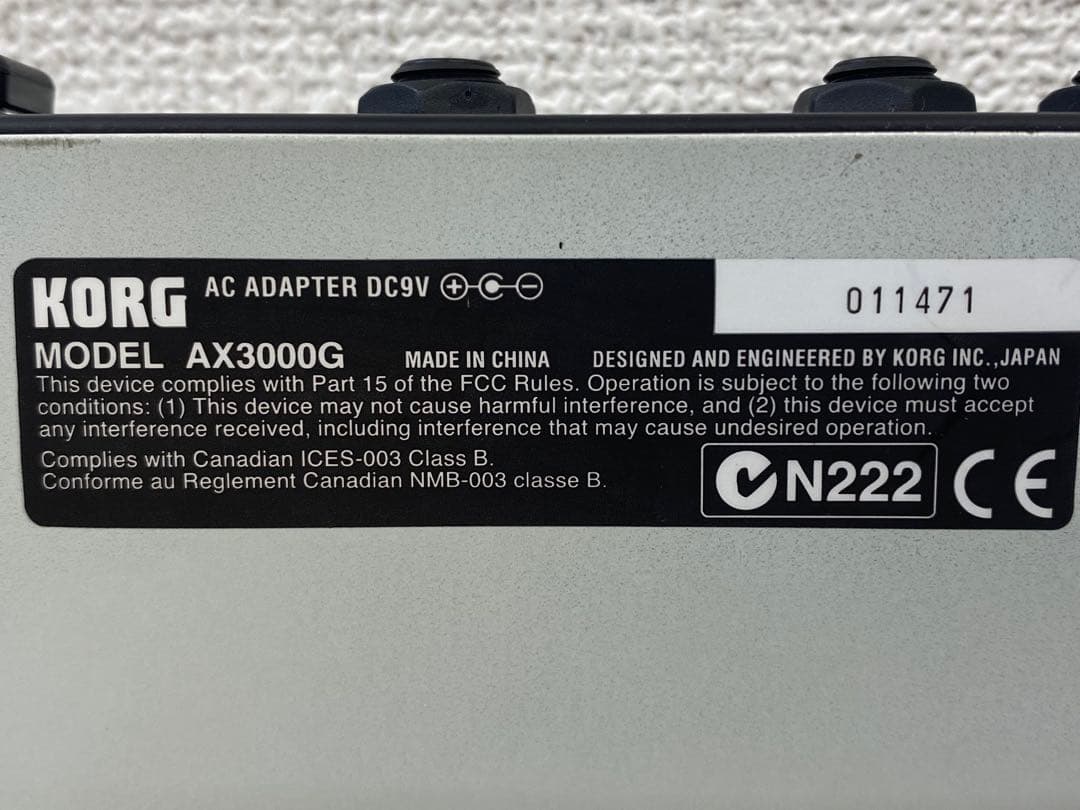 KORG AC ADAPTER DC9V
011471
MODEL AX3000G MADE IN CHINA DESIGNED AND ENGINEERED BY KORG INC.,JAPAN
This device complies with Part 15 of the FCC Rules. Operation is subject to the following two
conditions: (1) This device may not cause harmful interference, and (2) this device must accept
any interference received, including interference that may cause undesired operation.
Complies with Canadian ICES-003 Class B.
Conforme au Reglement Canadian NMB-003 classe B.
N222 CE